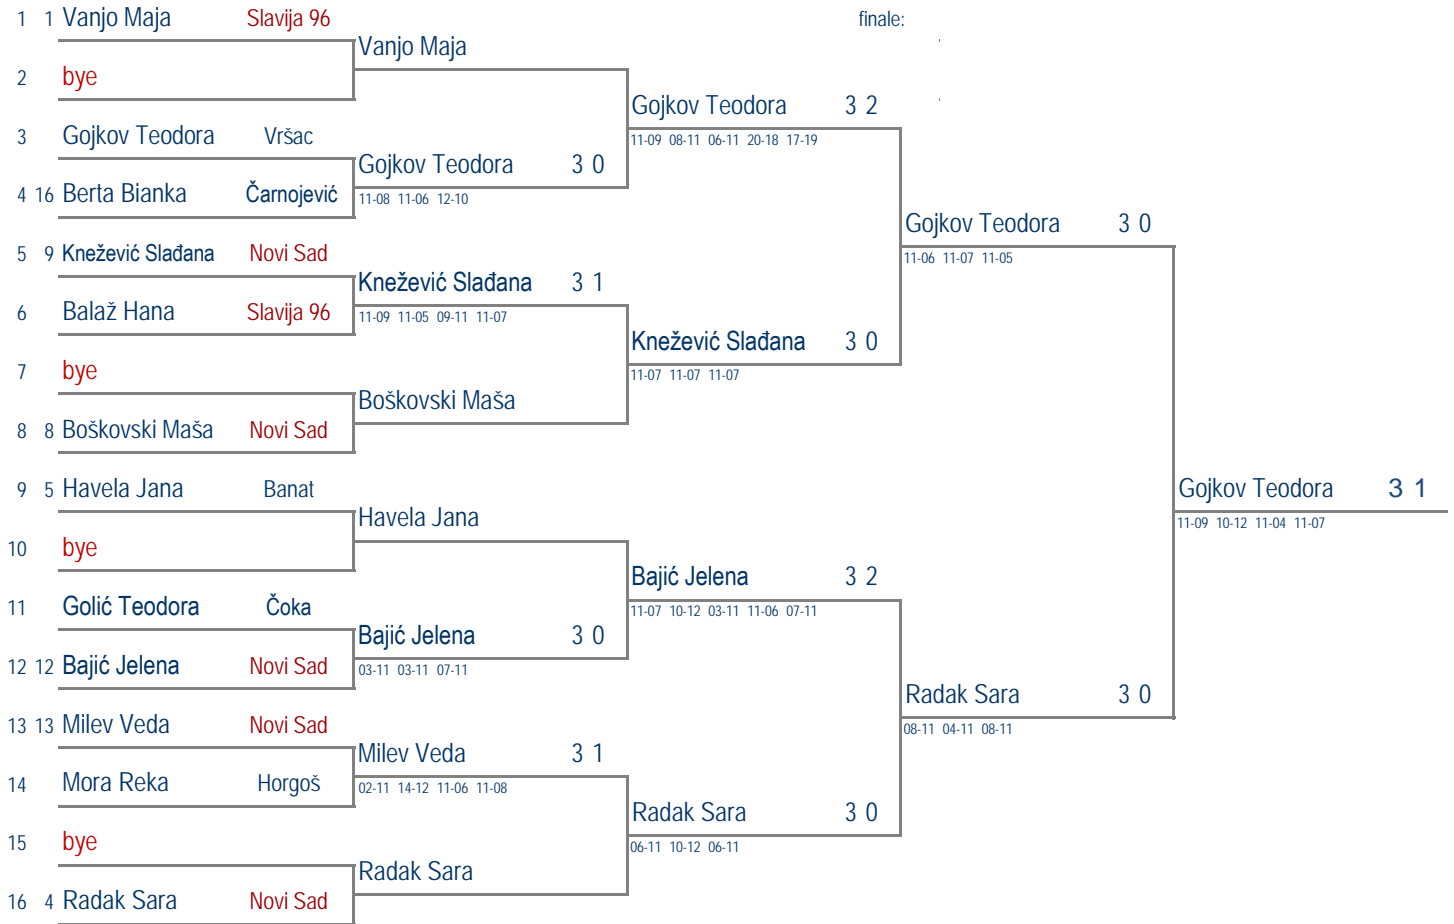 1 1 Vanjo Maja Slavija 96 finale:
Vanjo Maja
2 bye
Gojkov Teodora 3 2
3 Gojkov Teodora Vršac
11-09 08-11 06-11 20-18 17-19
Gojkov Teodora 3 0
4 16 Berta Bianka Čarnojević
11-08 11-06 12-10
Gojkov Teodora 3 0
5 9 Knežević Slađana Novi Sad
11-06 11-07 11-05
Knežević Slađana 3 1
6 Balaž Hana Slavija 96
11-09 11-05 09-11 11-07
Knežević Slađana 3 0
7 bye
11-07 11-07 11-07
Boškovski Maša
8 8 Boškovski Maša Novi Sad
9 5 Havela Jana Banat
Gojkov Teodora 3 1
Havela Jana
11-09 10-12 11-04 11-07
10 bye
Bajić Jelena 3 2
11 Golić Teodora Čoka
11-07 10-12 03-11 11-06 07-11
Bajić Jelena 3 0
12 12 Bajić Jelena Novi Sad
03-11 03-11 07-11
Radak Sara 3 0
13 13 Milev Veda Novi Sad
08-11 04-11 08-11
Milev Veda 3 1
14 Mora Reka Horgoš
02-11 14-12 11-06 11-08
Radak Sara 3 0
15 bye
06-11 10-12 06-11
Radak Sara
16 4 Radak Sara Novi Sad